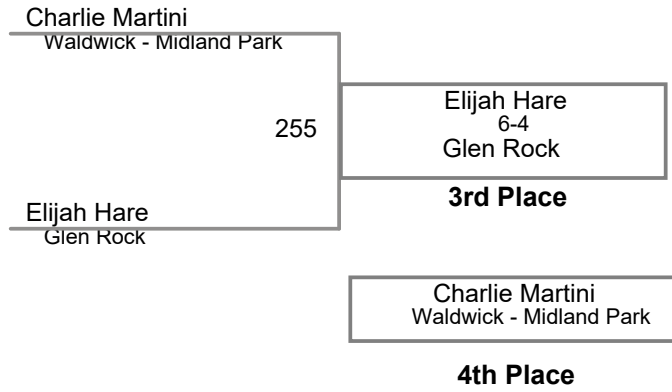 Charlie Martini
Waldwick - Midland Park
255
Elijah Hare
6-4
Glen Rock
3rd Place
Elijah Hare
Glen Rock
Charlie Martini
Waldwick - Midland Park
4th Place